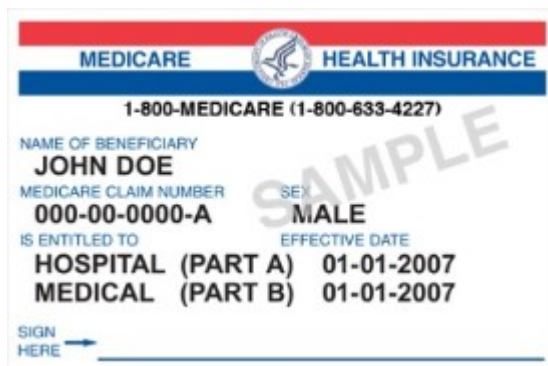 MEDICARE HEALTH INSURANCE
1-800-MEDICARE (1-800-633-4227)
NAME OF BENEFICIARY
JOHN DOE
MEDICARE CLAIM NUMBER SEX
000-00-0000-A MALE
IS ENTITLED TO EFFECTIVE DATE
HOSPITAL (PART A) 01-01-2007
MEDICAL (PART B) 01-01-2007
SIGN
HERE
SAMPLE